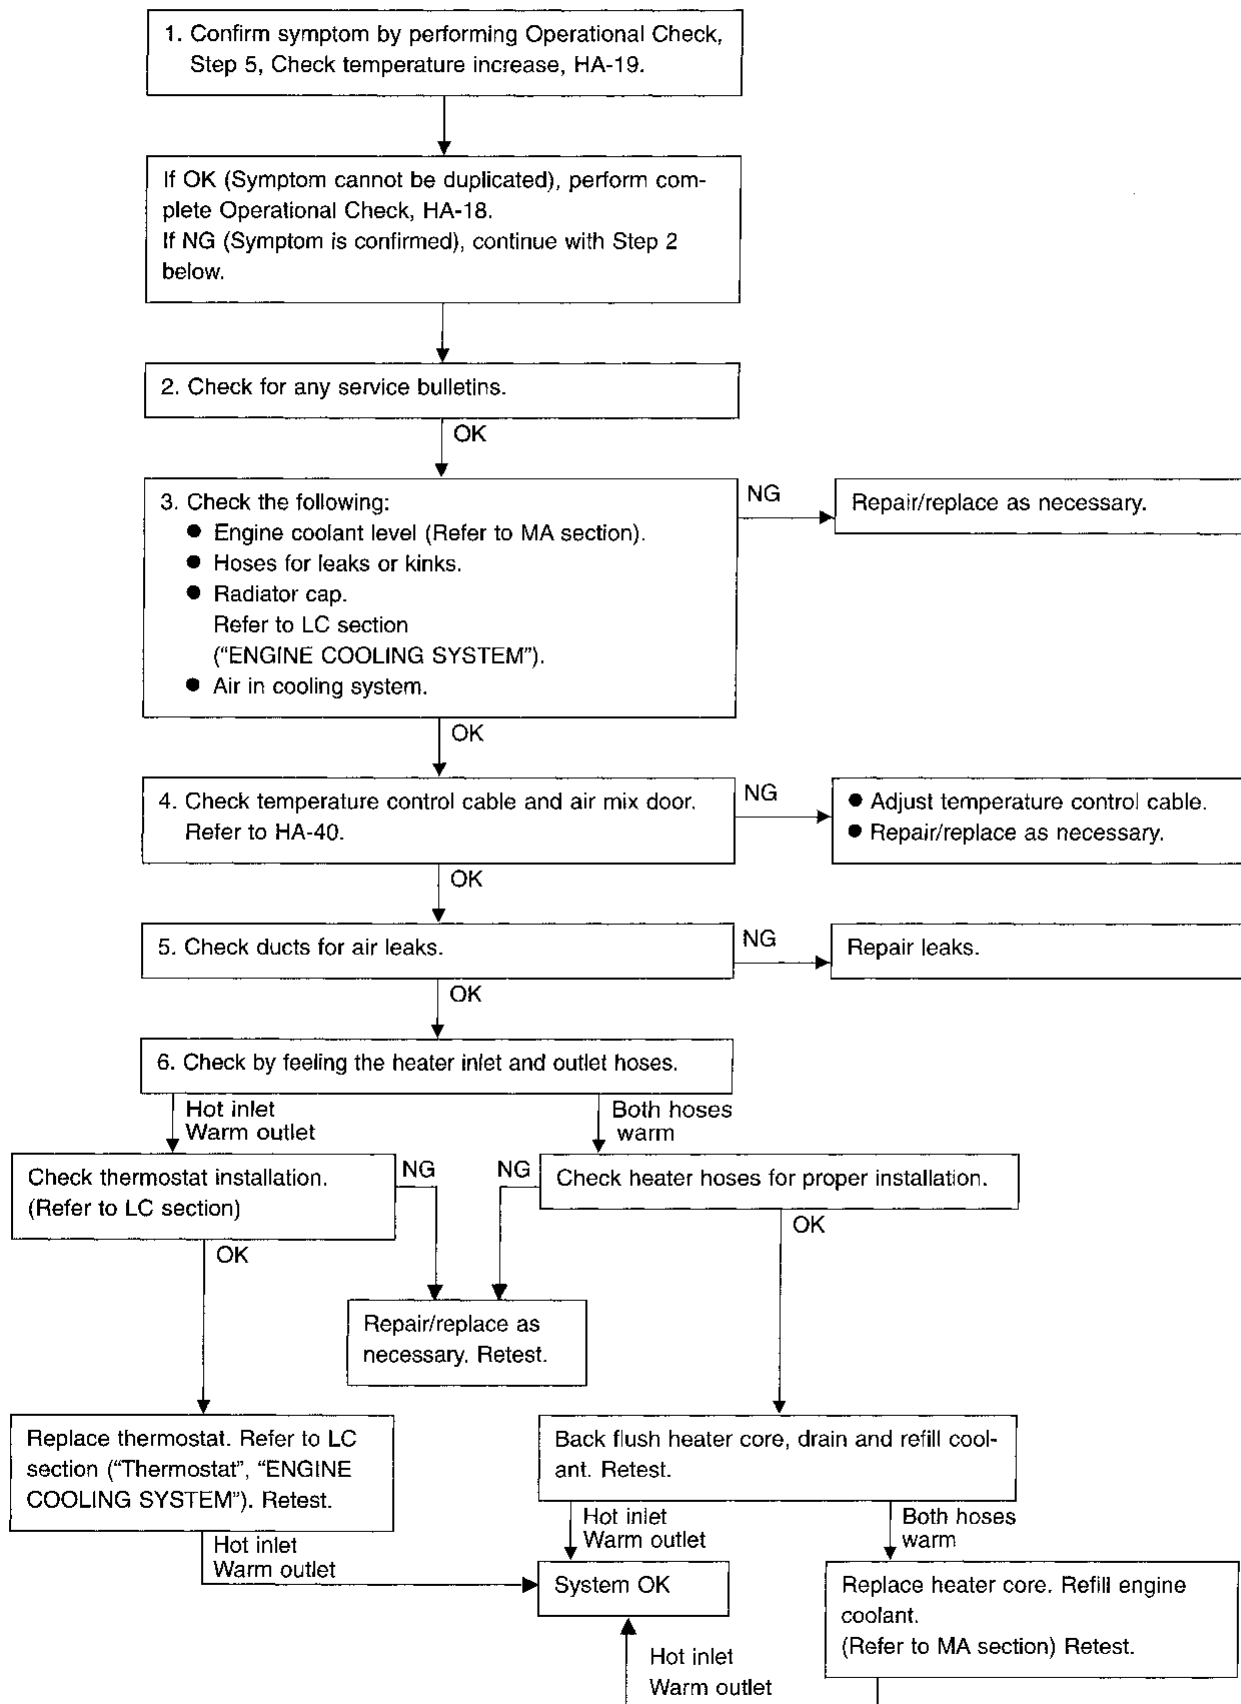 1. Confirm symptom by performing Operational Check,
Step 5, Check temperature increase, HA-19.
If OK (Symptom cannot be duplicated), perform com-
plete Operational Check, HA-18.
If NG (Symptom is confirmed), continue with Step 2
below.
2. Check for any service bulletins.
OK
3. Check the following:
● Engine coolant level (Refer to MA section).
● Hoses for leaks or kinks.
● Radiator cap.
Refer to LC section
(“ENGINE COOLING SYSTEM”).
● Air in cooling system.
NG
Repair/replace as necessary.
OK
4. Check temperature control cable and air mix door.
Refer to HA-40.
NG
● Adjust temperature control cable.
● Repair/replace as necessary.
OK
5. Check ducts for air leaks.
NG
Repair leaks.
OK
6. Check by feeling the heater inlet and outlet hoses.
Hot inlet
Warm outlet
Both hoses
warm
Check thermostat installation.
(Refer to LC section)
NG
NG
Check heater hoses for proper installation.
OK
OK
Repair/replace as
necessary. Retest.
Replace thermostat. Refer to LC
section (“Thermostat”, “ENGINE
COOLING SYSTEM”). Retest.
Back flush heater core, drain and refill cool-
ant. Retest.
Hot inlet
Warm outlet
Hot inlet
Warm outlet
Both hoses
warm
System OK
Replace heater core. Refill engine
coolant.
(Refer to MA section) Retest.
Hot inlet
Warm outlet